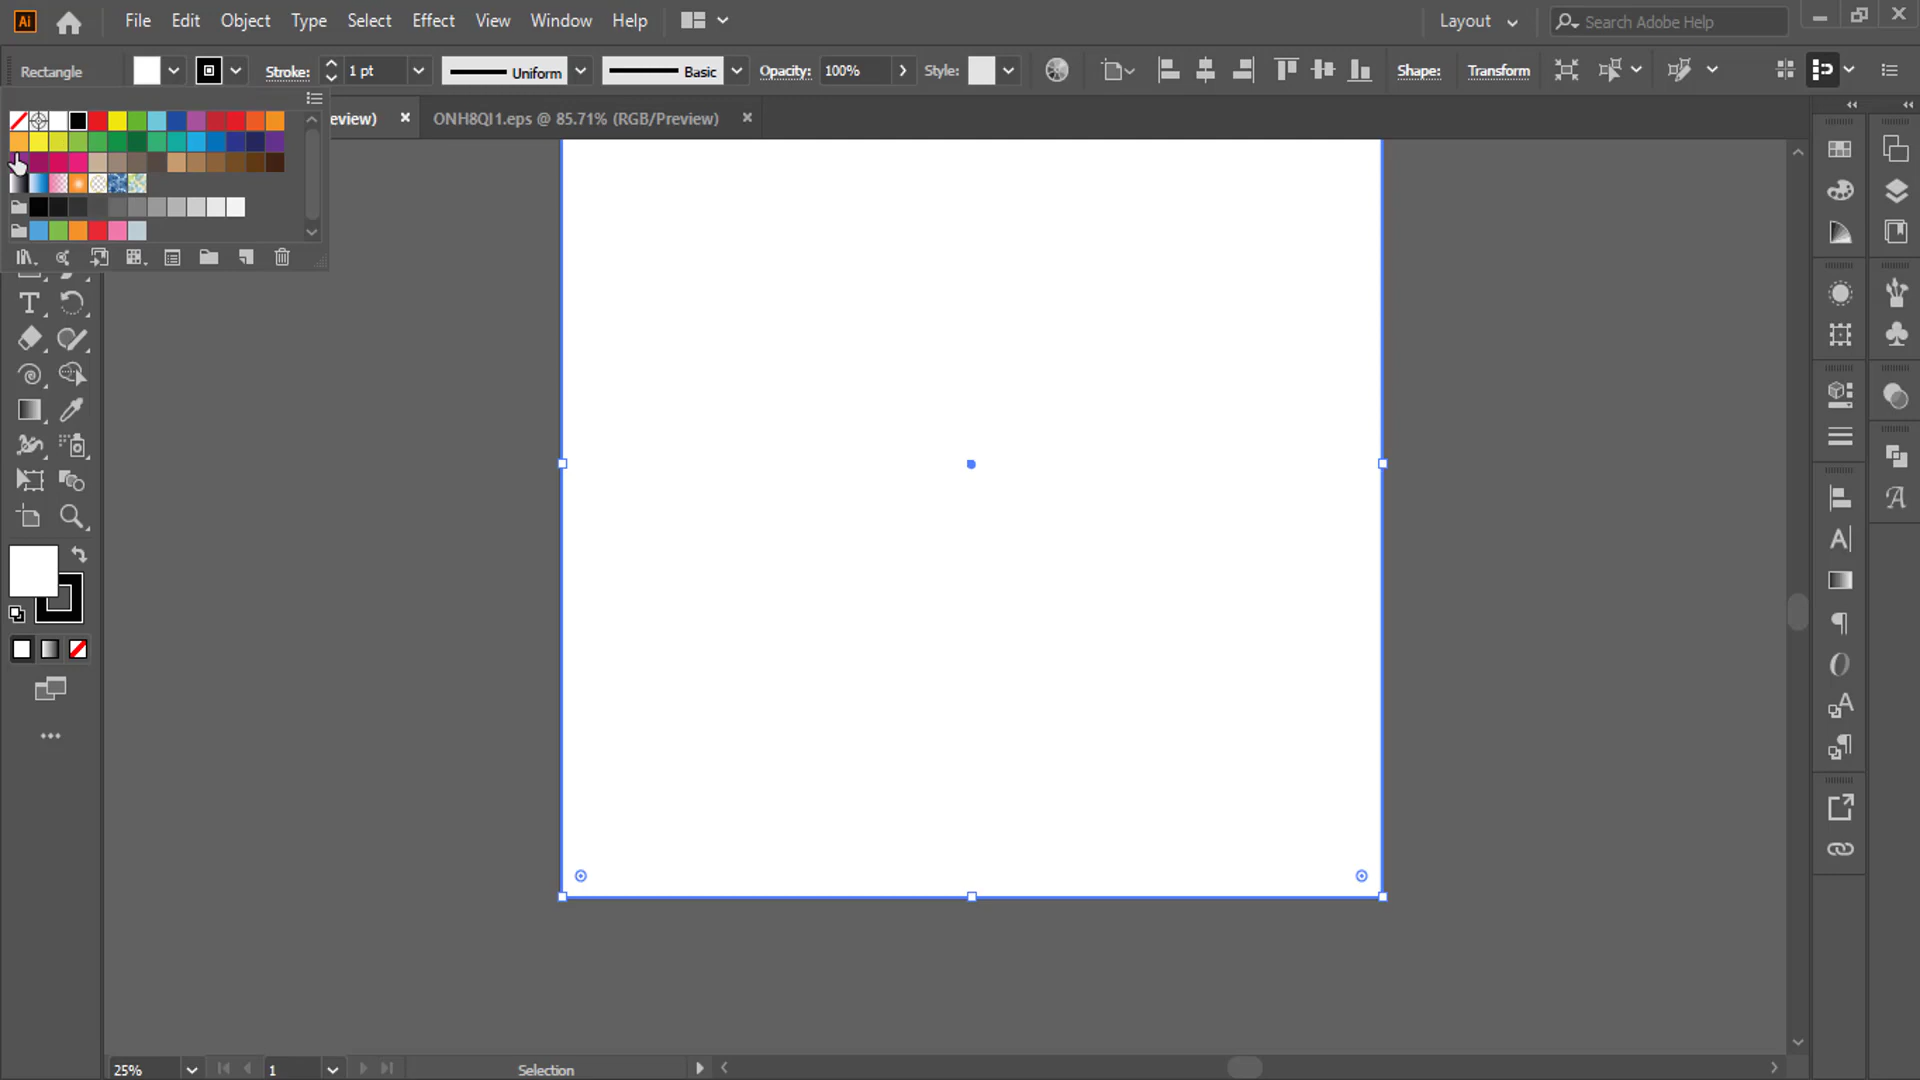 Ai File Edit Object Type Select Effect View Window Help Layout Search Adobe Help
Rectangle Stroke: 1 pt Uniform Basic Opacity: 100% Style: Shape: Transform
eview) × ONH8QI1.eps @ 85.71% (RGB/Preview) ×
25% 1 Selection